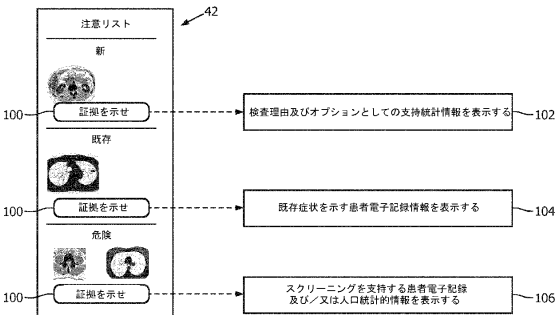 注意リスト
42
新
100
証拠を示せ
検査理由及びオプションとしての支持統計情報を表示する
102
既存
100
証拠を示せ
既存症状を示す患者電子記録情報を表示する
104
危険
100
証拠を示せ
スクリーニングを支持する患者電子記録
及び/又は人口統計的情報を表示する
106